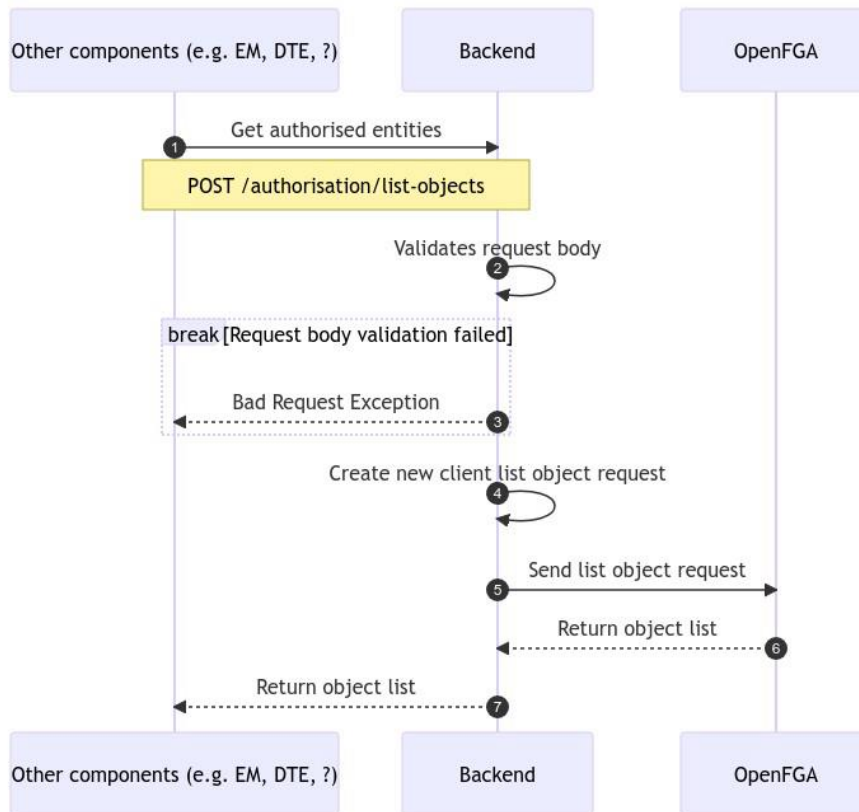 Other components (e.g. EM, DTE, ?)
Backend
OpenFGA
Get authorised entities
1
POST /authorisation/list-objects
Validates request body
2
break [Request body validation failed]
Bad Request Exception
3
Create new client list object request
4
Send list object request
5
Return object list
6
Return object list
7
Other components (e.g. EM, DTE, ?)
Backend
OpenFGA